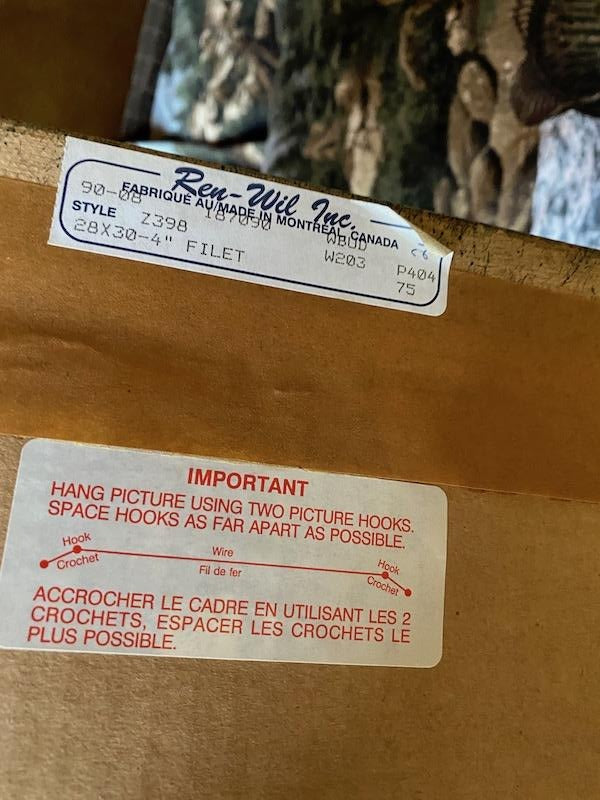 Ren-Wil Inc.
90-08 187090 WBUD
FABRIQUÉ AU/MADE IN MONTREAL, CANADA
STYLE Z398 W203 P404
28X30-4" FILET 75
IMPORTANT
HANG PICTURE USING TWO PICTURE HOOKS.
SPACE HOOKS AS FAR APART AS POSSIBLE.
Hook Wire Hook
Crochet Fil de fer Crochet
ACCROCHER LE CADRE EN UTILISANT LES 2
CROCHETS, ESPACER LES CROCHETS LE
PLUS POSSIBLE.